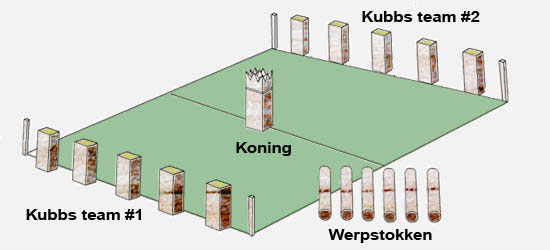 Kubbs team #2
Koning
Kubbs team #1
Werpstokken